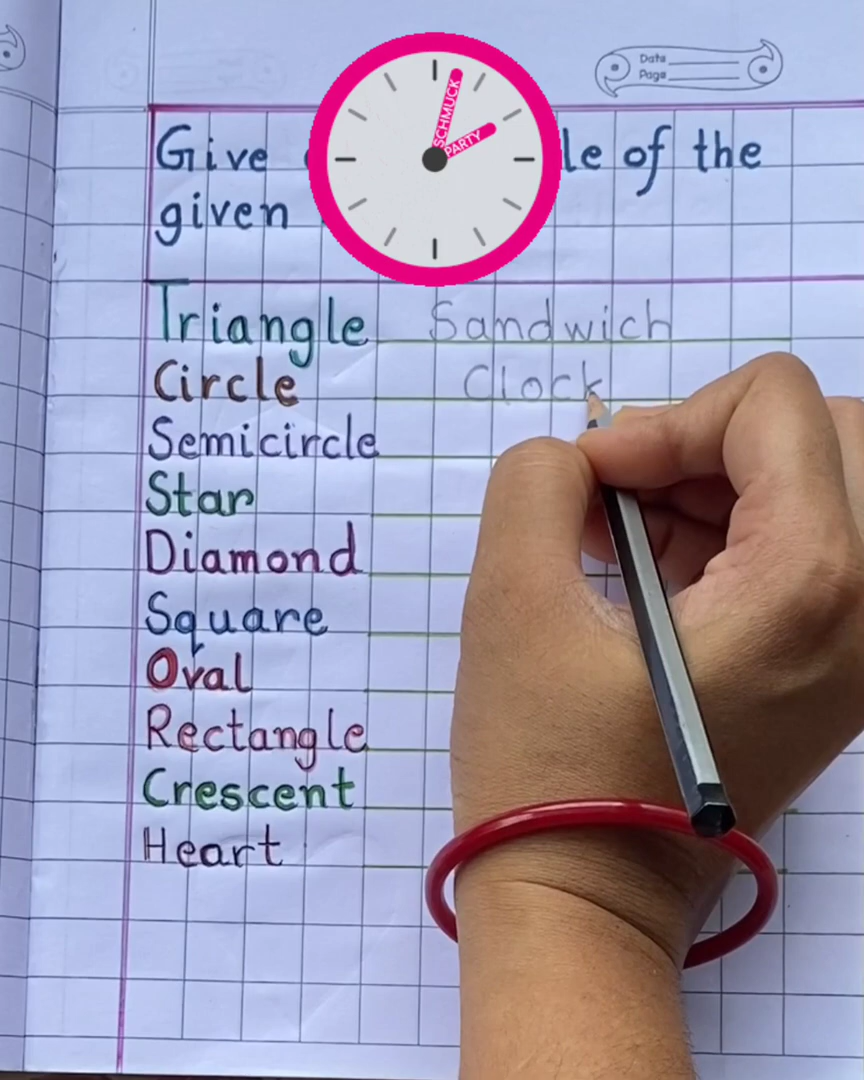 Date
Page
SCHMUCK
PARTY
Give le of the
given
Triangle Sandwich
Circle Clock
Semicircle
Star
Diamond
Square
Oval
Rectangle
Crescent
Heart